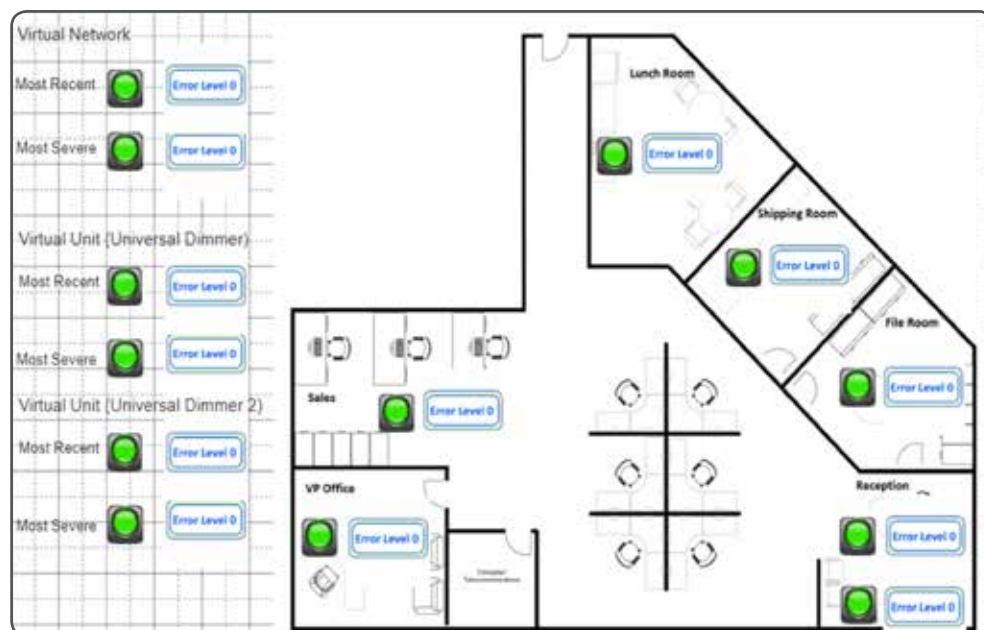 Virtual Network
Most Recent
Error Level 0
Most Severe
Error Level 0
Virtual Unit (Universal Dimmer)
Most Recent
Error Level 0
Most Severe
Error Level 0
Virtual Unit (Universal Dimmer 2)
Most Recent
Error Level 0
Most Severe
Error Level 0
Lunch Room
Error Level 0
Shipping Room
Error Level 0
File Room
Error Level 0
Sales
Error Level 0
VP Office
Error Level 0
Reception
Error Level 0
Error Level 0